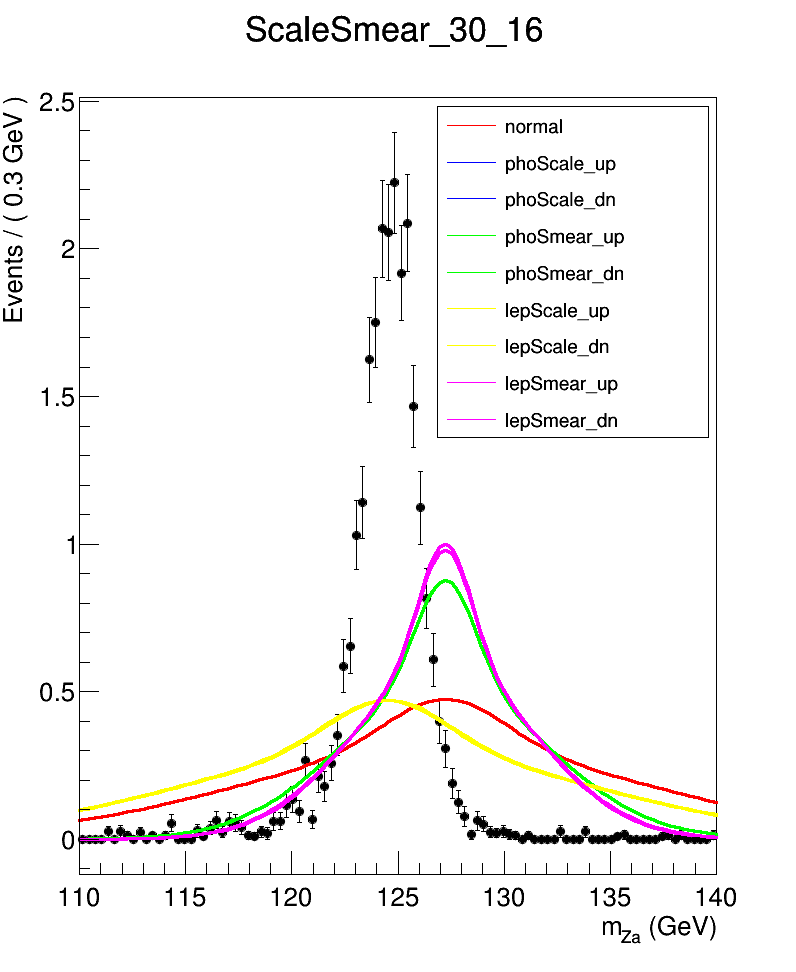 ScaleSmear_30_16
Events / ( 0.3 GeV )
2.5
2
1.5
1
0.5
0
normal
phoScale_up
phoScale_dn
phoSmear_up
phoSmear_dn
lepScale_up
lepScale_dn
lepSmear_up
lepSmear_dn
110 115 120 125 130 135 140
m_Za (GeV)